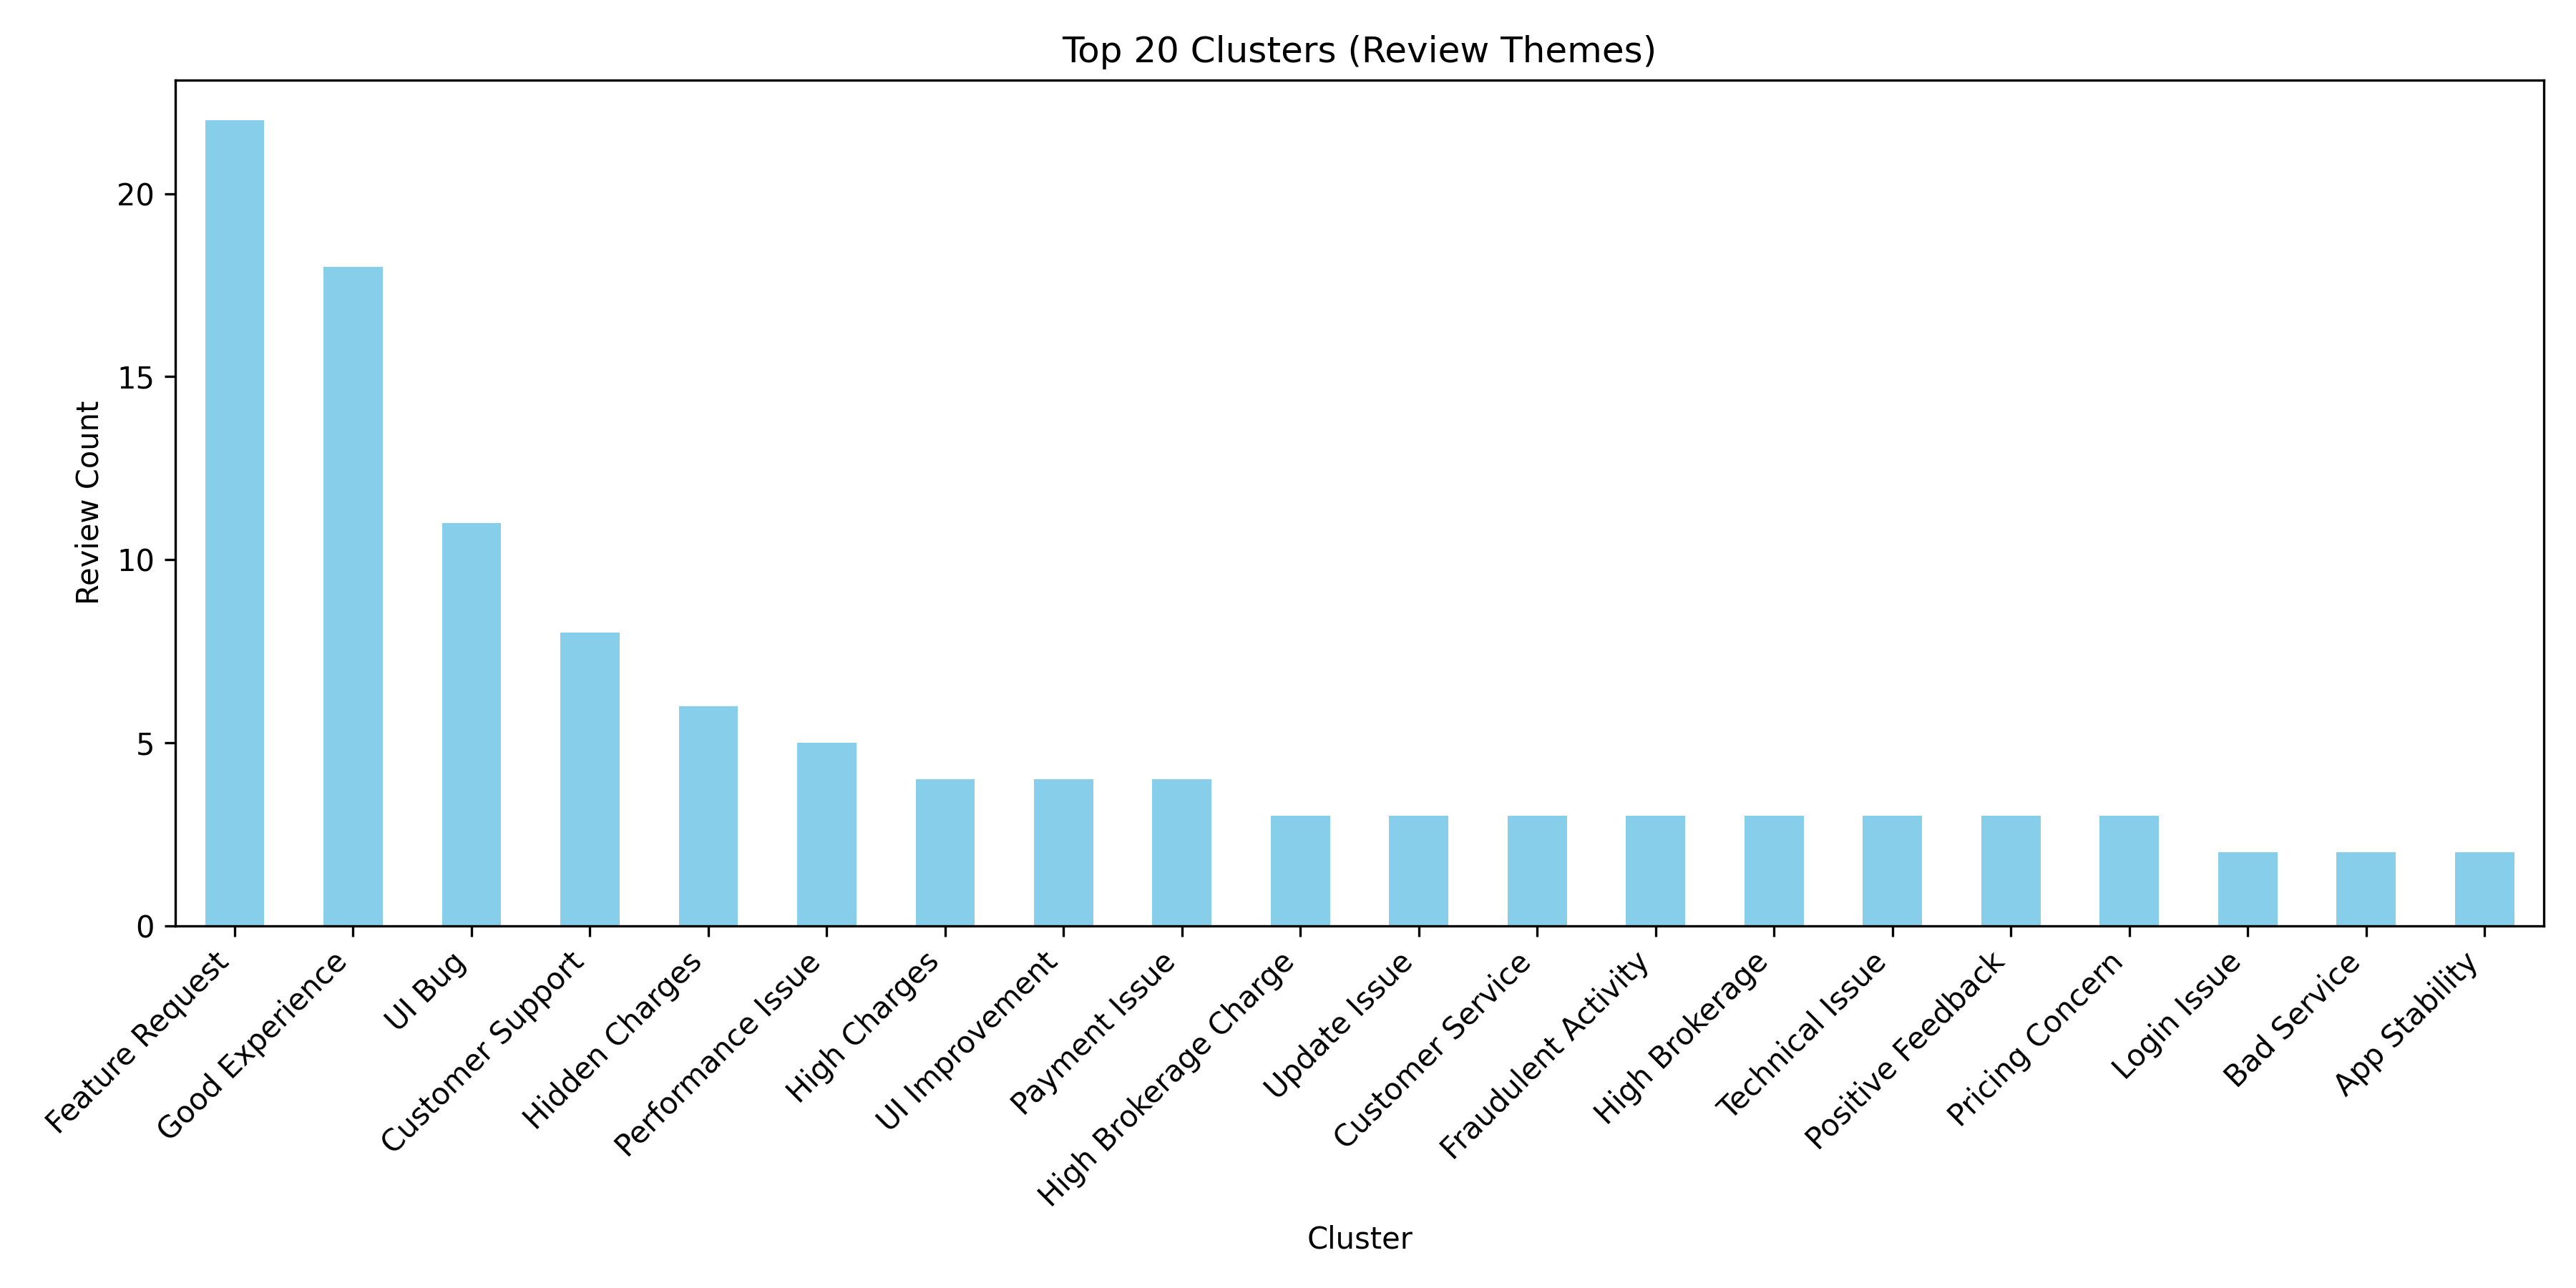 Top 20 Clusters (Review Themes)
Review Count
20
15
10
5
0
Feature Request
Good Experience
UI Bug
Customer Support
Hidden Charges
Performance Issue
High Charges
UI Improvement
Payment Issue
High Brokerage Charge
Update Issue
Customer Service
Fraudulent Activity
High Brokerage
Technical Issue
Positive Feedback
Pricing Concern
Login Issue
Bad Service
App Stability
Cluster